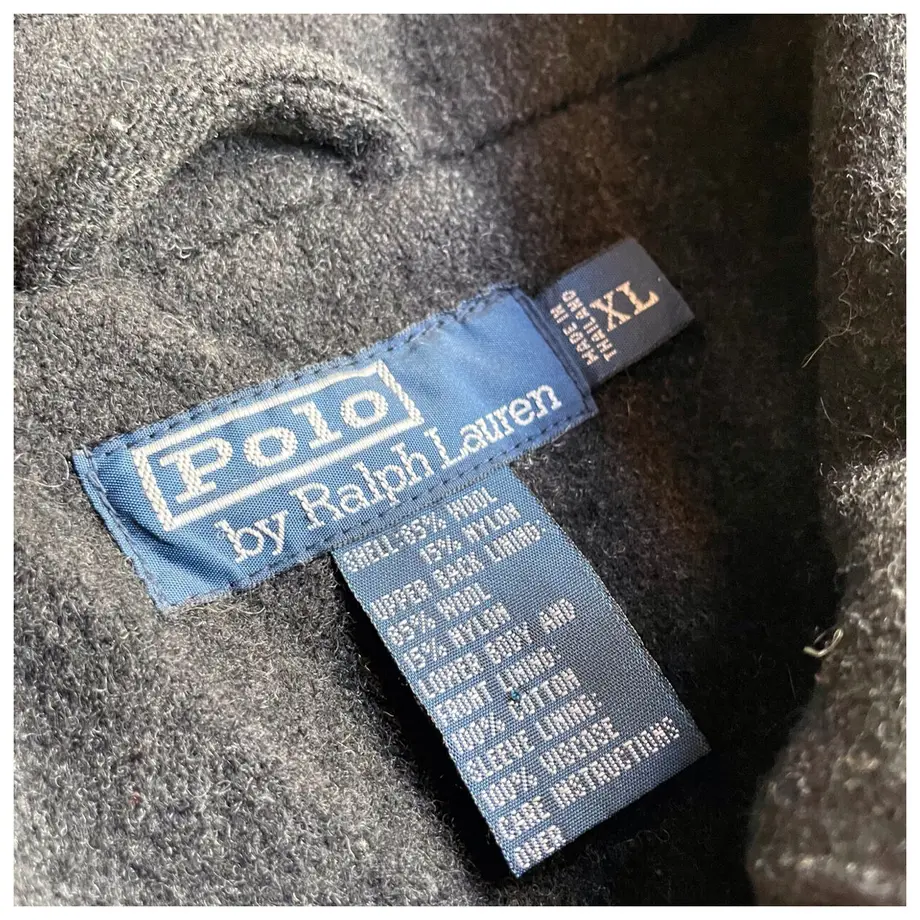 Polo
by Ralph Lauren
XL
MADE IN
THAILAND
SHELL: 85% WOOL
15% NYLON
UPPER BACK LINING
85% WOOL
15% NYLON
LOWER BODY AND
FRONT LINING
100% COTTON
SLEEVE LINING
100% VISCOSE
CARE INSTRUCTIONS
OVER